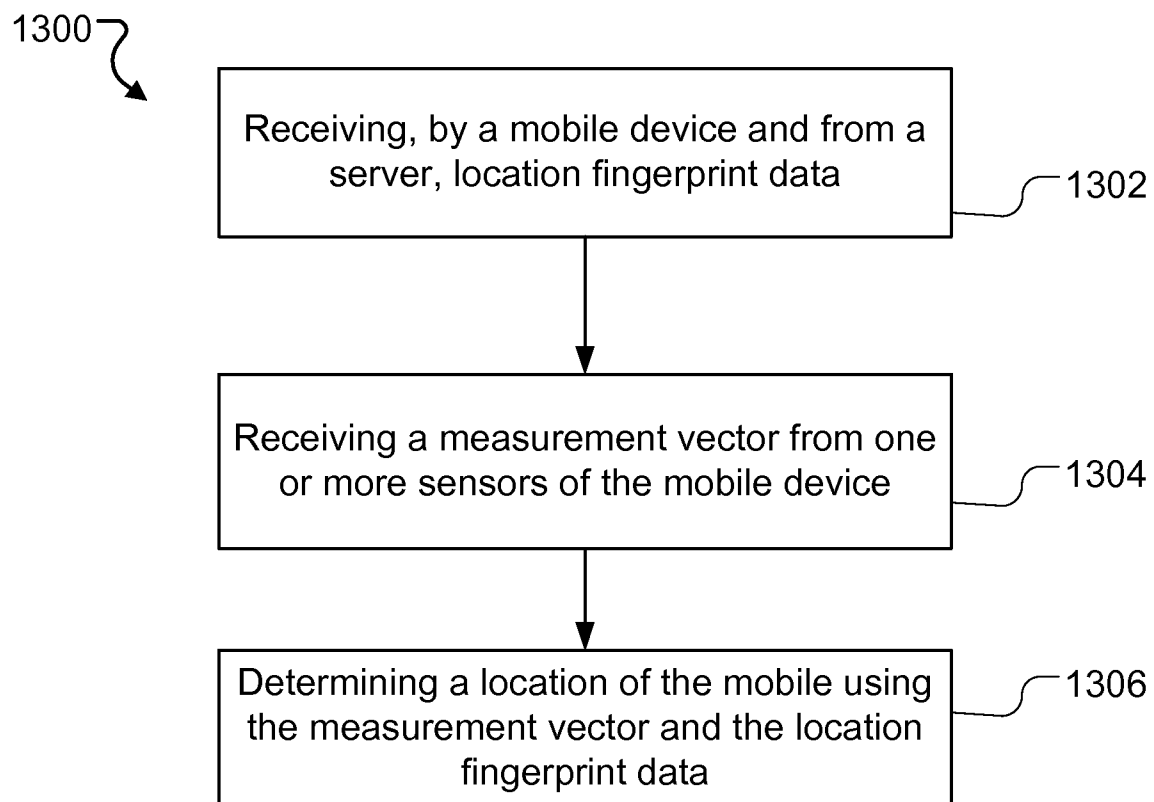 1300
Receiving, by a mobile device and from a
server, location fingerprint data
1302
Receiving a measurement vector from one
or more sensors of the mobile device
1304
Determining a location of the mobile using
the measurement vector and the location
fingerprint data
1306